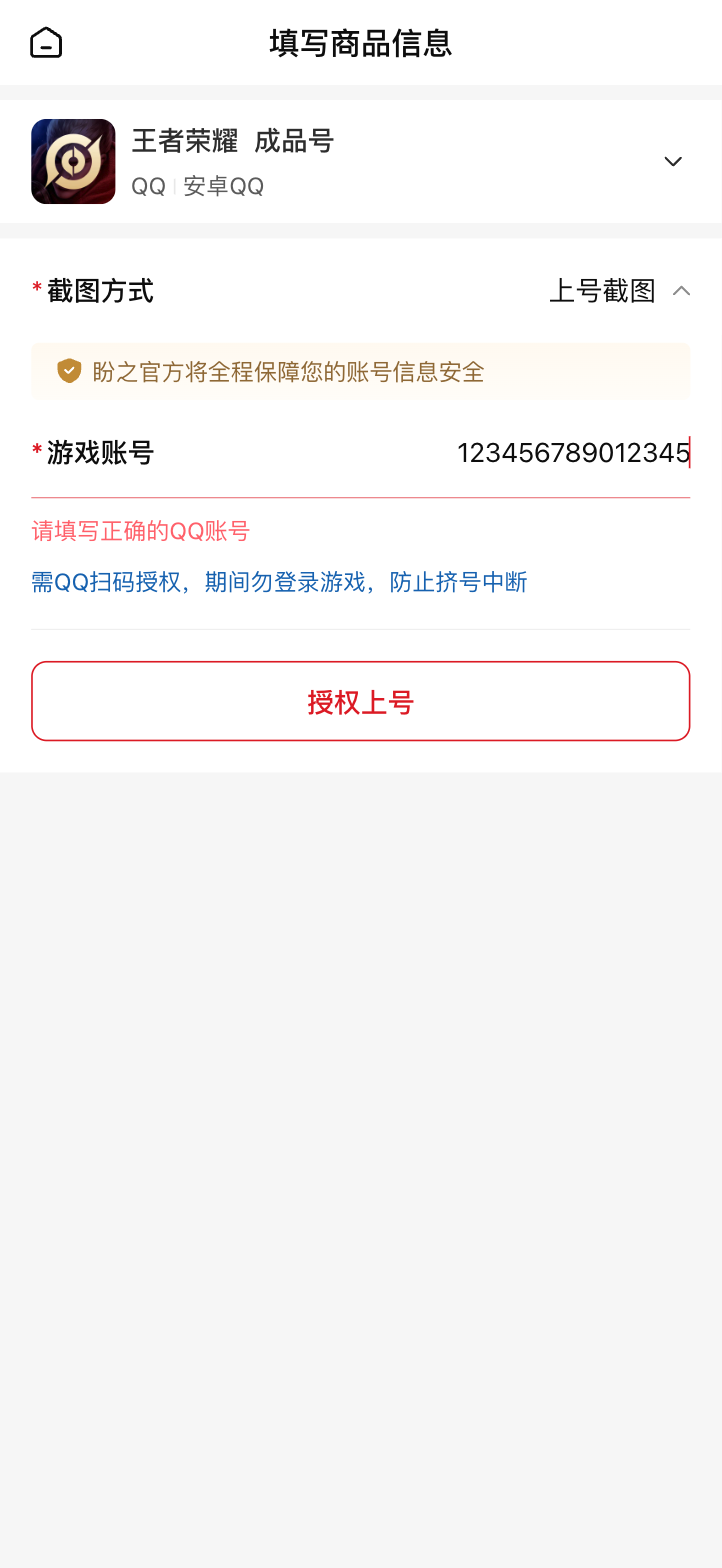 填写商品信息
王者荣耀 成品号
QQ 安卓QQ
*截图方式 上号截图
盼之官方将全程保障您的账号信息安全
*游戏账号 123456789012345
请填写正确的QQ账号
需QQ扫码授权，期间勿登录游戏，防止挤号中断
授权上号